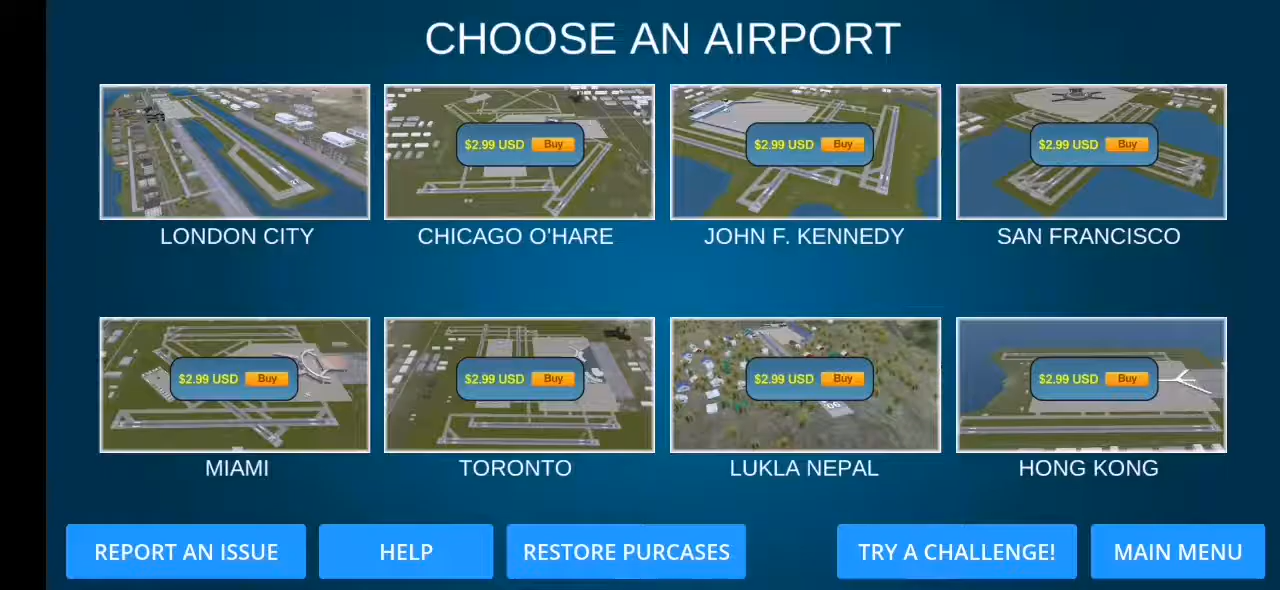 CHOOSE AN AIRPORT
$2.99 USD Buy
$2.99 USD Buy
$2.99 USD Buy
LONDON CITY
CHICAGO O'HARE
JOHN F. KENNEDY
SAN FRANCISCO
$2.99 USD Buy
$2.99 USD Buy
$2.99 USD Buy
$2.99 USD Buy
06
MIAMI
TORONTO
LUKLA NEPAL
HONG KONG
REPORT AN ISSUE
HELP
RESTORE PURCASES
TRY A CHALLENGE!
MAIN MENU